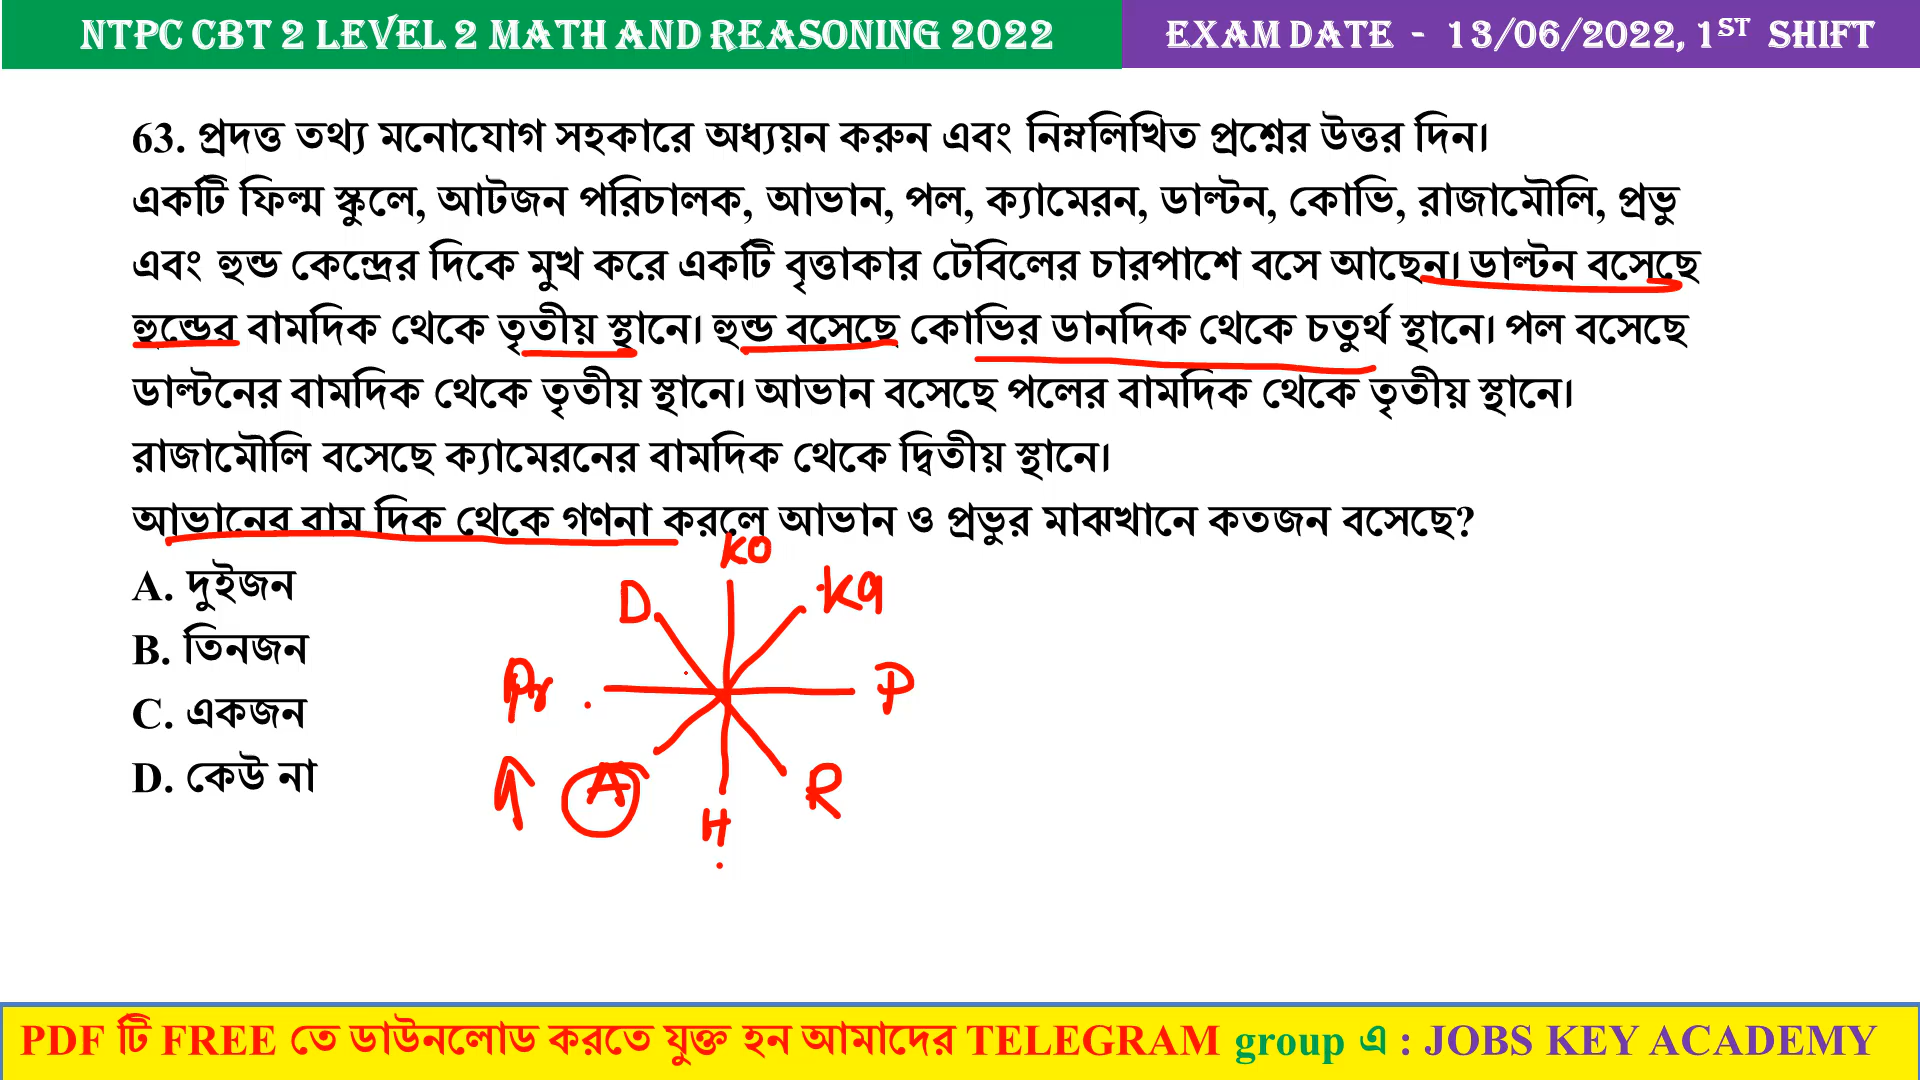 NTPC CBT 2 LEVEL 2 MATH AND REASONING 2022
EXAM DATE - 13/06/2022, 1ST SHIFT
63. প্রদত্ত তথ্য মনোযোগ সহকারে অধ্যয়ন করুন এবং নিম্নলিখিত প্রশ্নের উত্তর দিন।
একটি ফিল্ম স্কুলে, আটজন পরিচালক, আভান, পল, ক্যামেরন, ডাল্টন, কোভি, রাজামৌলি, প্রভু
এবং হুন্ড কেন্দ্রের দিকে মুখ করে একটি বৃত্তাকার টেবিলের চারপাশে বসে আছেন। ডাল্টন বসেছে
হুন্ডের বামদিক থেকে তৃতীয় স্থানে। হুন্ড বসেছে কোভির ডানদিক থেকে চতুর্থ স্থানে। পল বসেছে
ডাল্টনের বামদিক থেকে তৃতীয় স্থানে। আভান বসেছে পলের বামদিক থেকে তৃতীয় স্থানে।
রাজামৌলি বসেছে ক্যামেরনের বামদিক থেকে দ্বিতীয় স্থানে।
আভানের বাম দিক থেকে গণনা করলে আভান ও প্রভুর মাঝখানে কতজন বসেছে?
A. দুইজন
B. তিনজন
C. একজন
D. কেউ না
Ko
D
Ka
Pr
P
A
R
H
PDF টি FREE তে ডাউনলোড করতে যুক্ত হন আমাদের TELEGRAM group এ : JOBS KEY ACADEMY